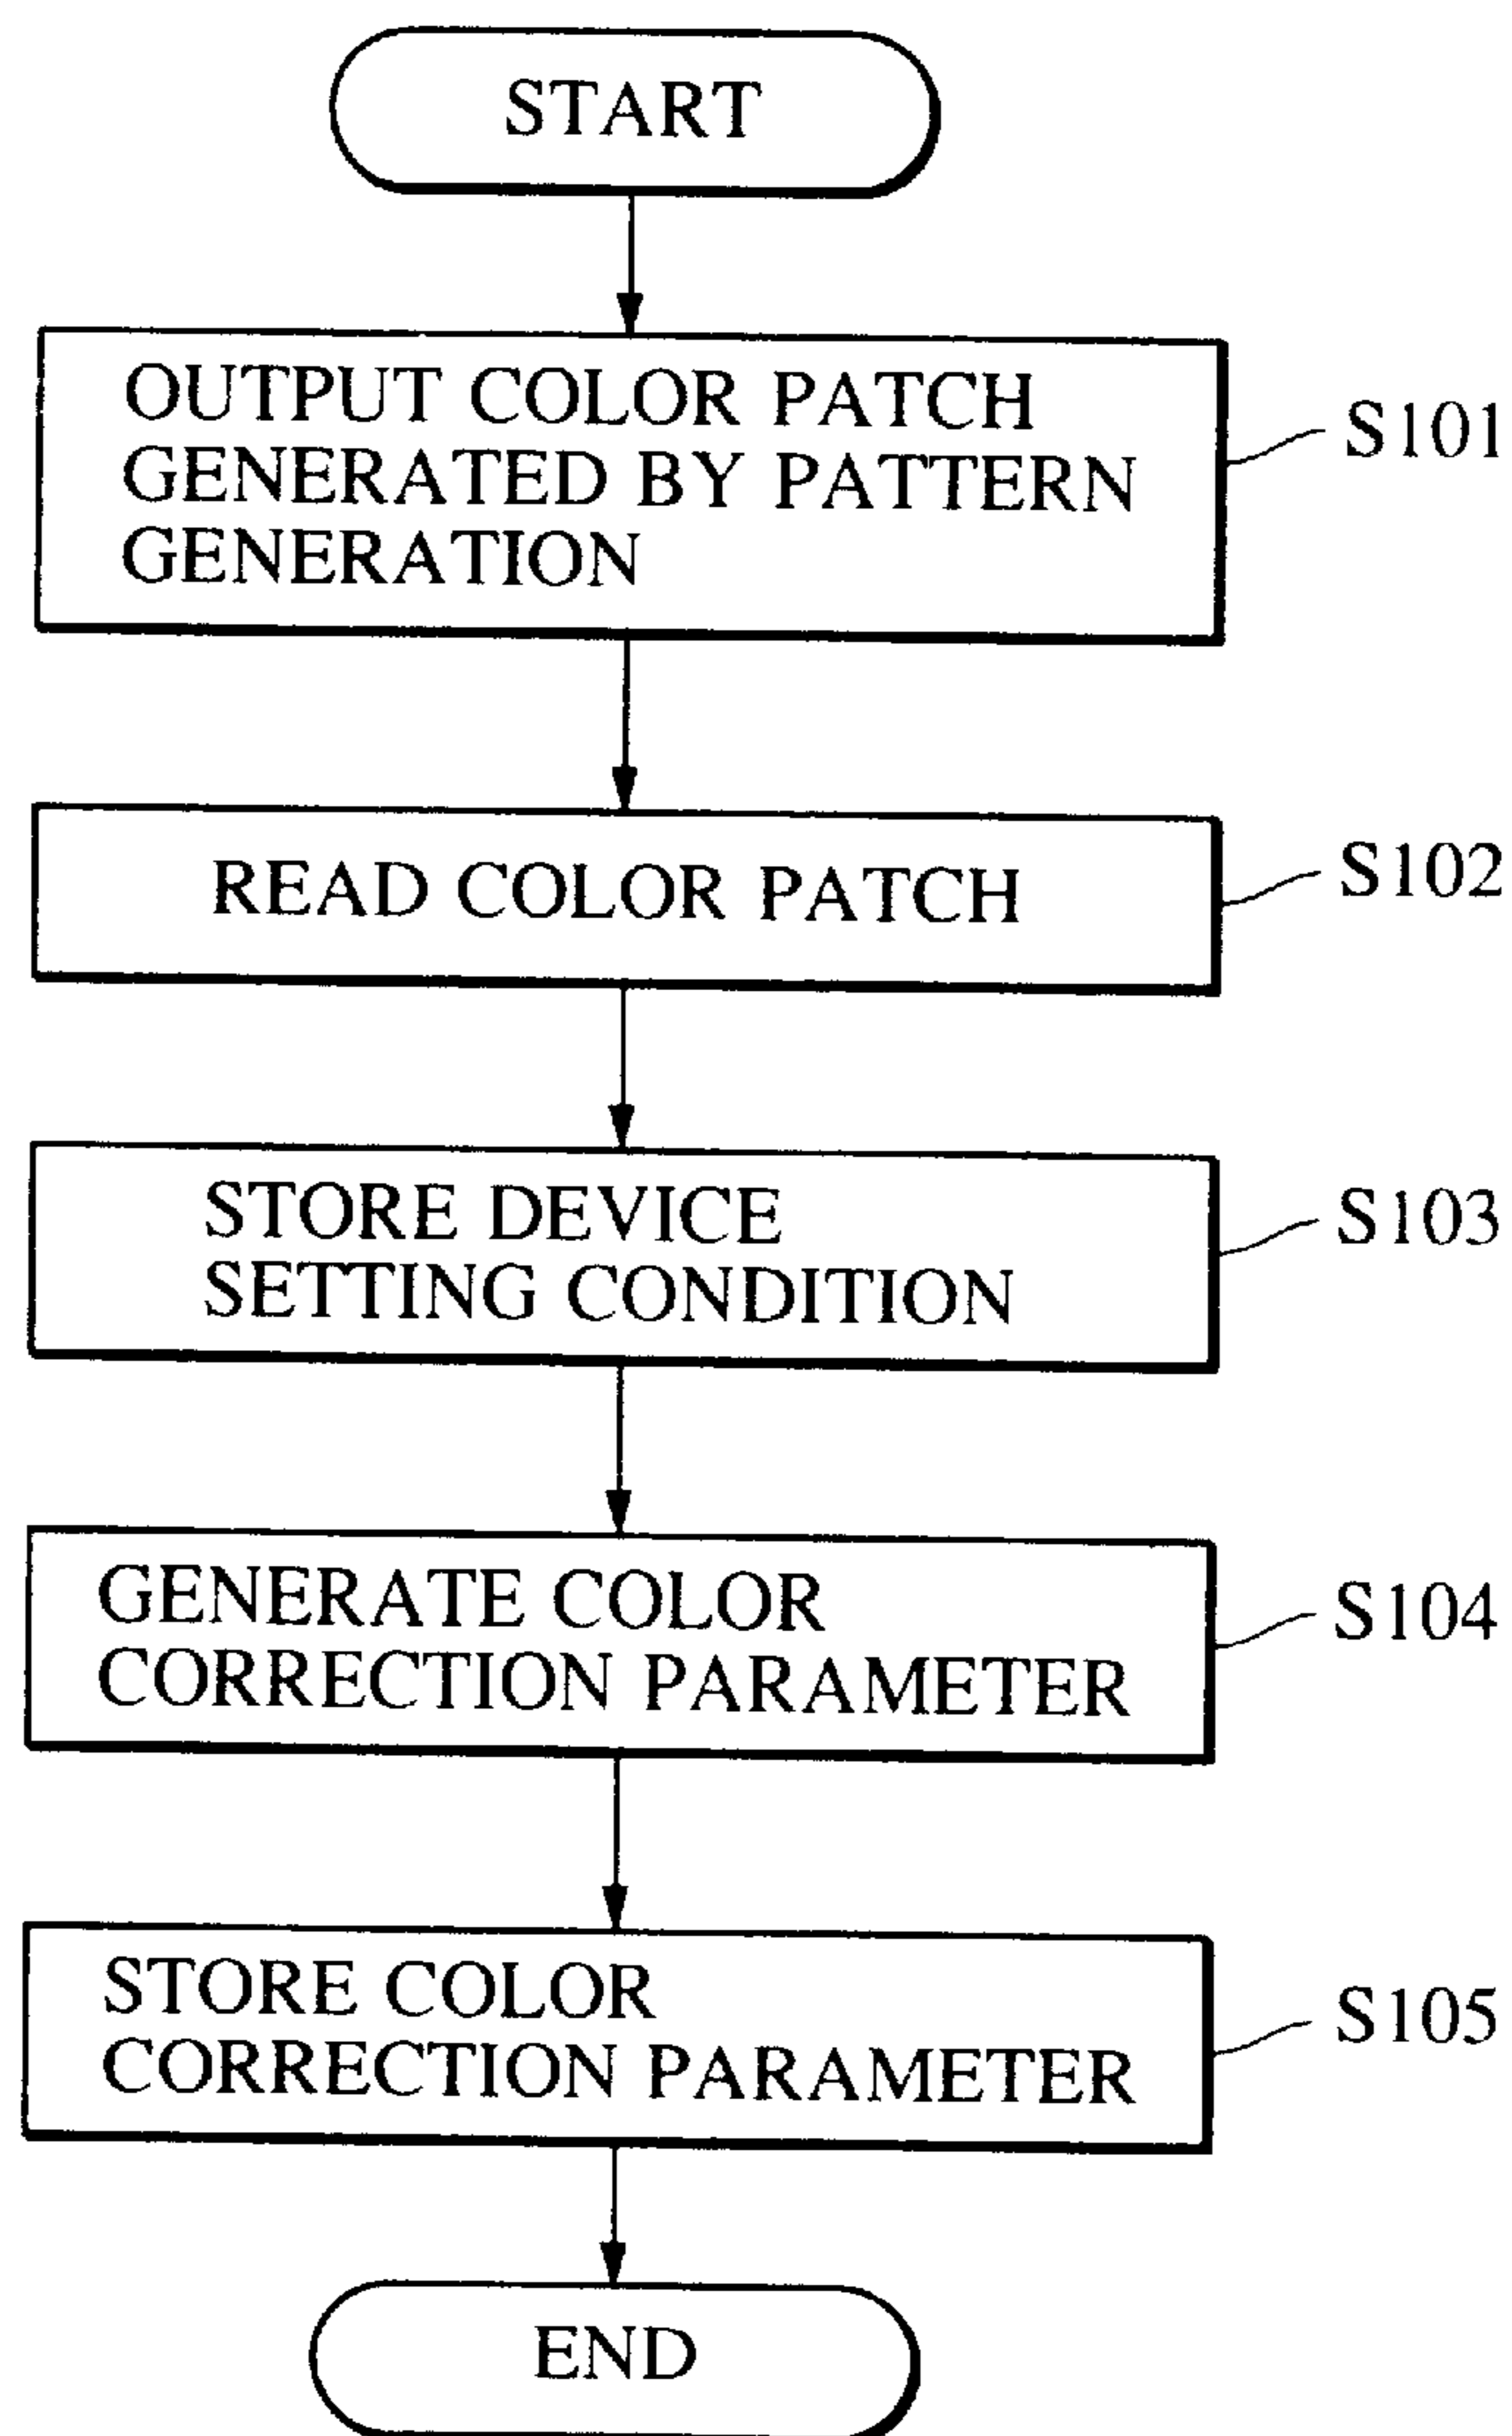 START
OUTPUT COLOR PATCH
GENERATED BY PATTERN
GENERATION
S101
READ COLOR PATCH
S102
STORE DEVICE
SETTING CONDITION
S103
GENERATE COLOR
CORRECTION PARAMETER
S104
STORE COLOR
CORRECTION PARAMETER
S105
END